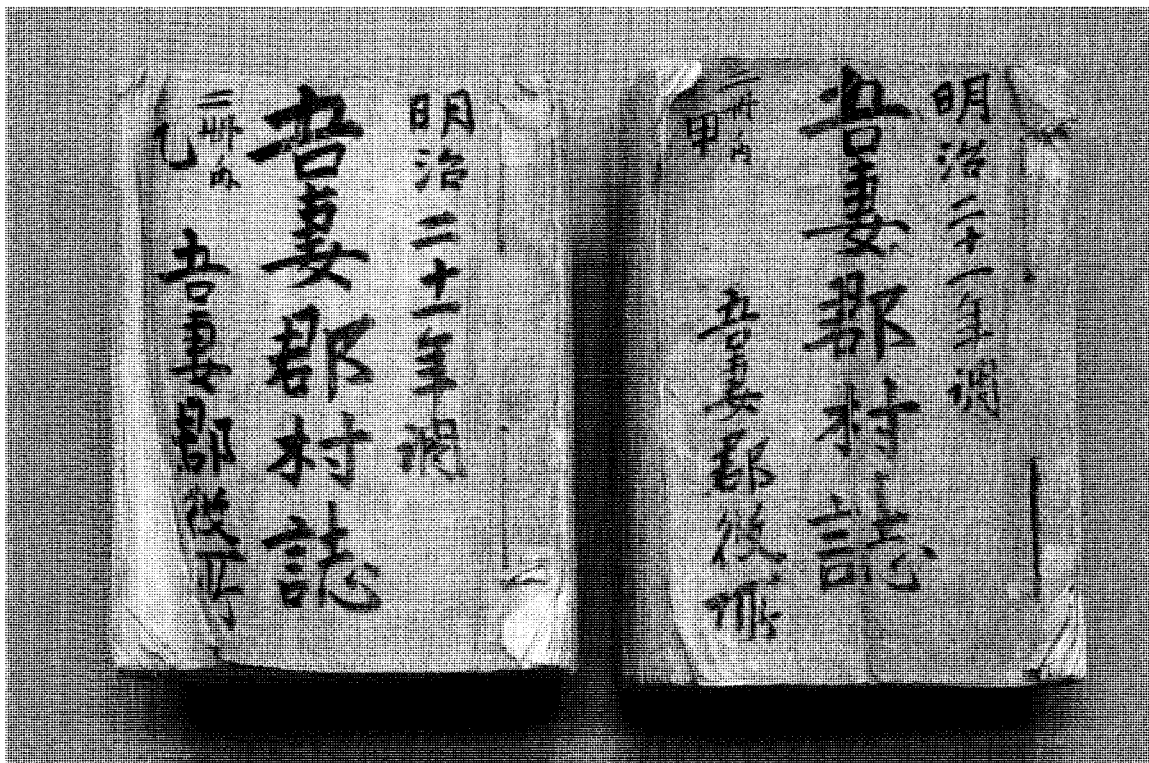 明治二十一年調
吾妻郡村誌
二冊内
甲
吾妻郡役所
明治二十一年調
吾妻郡村誌
二冊内
乙
吾妻郡役所